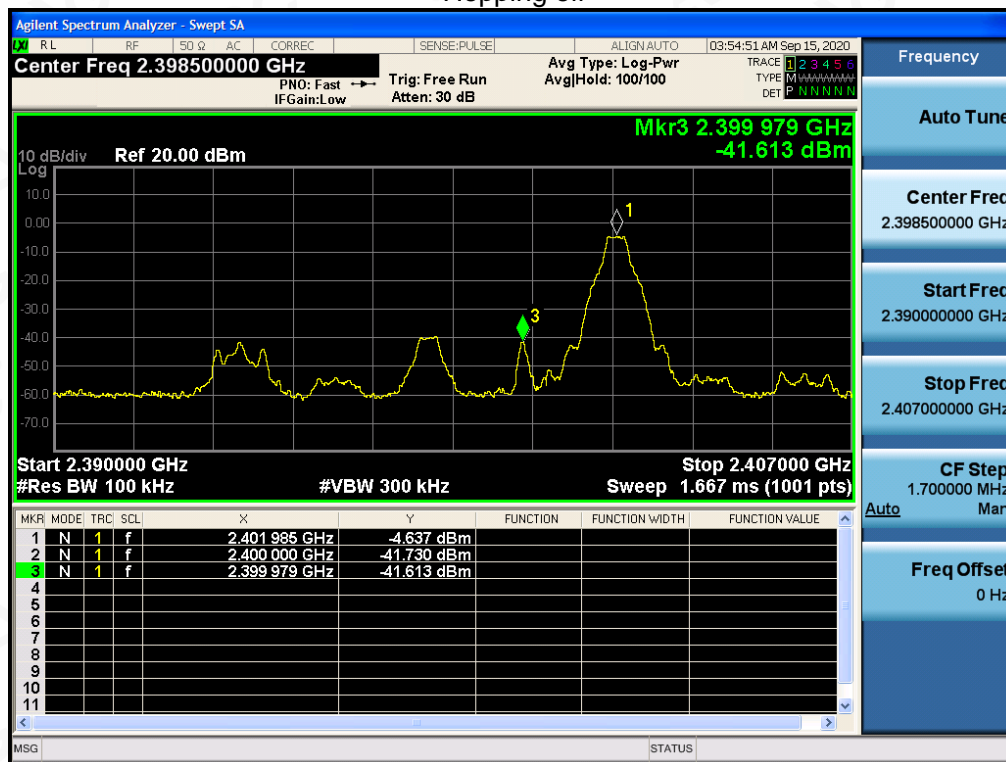 Agilent Spectrum Analyzer - Swept SA
LXI RL RF 50 Ω AC CORREC SENSE:PULSE ALIGN AUTO 03:54:51 AM Sep 15, 2020
Center Freq 2.398500000 GHz
PNO: Fast
IFGain:Low
Trig: Free Run
Atten: 30 dB
Avg Type: Log-Pwr
Avg|Hold: 100/100
TRACE 1 2 3 4 5 6
TYPE M WWWWW
DET P N N N N N
Mkr3 2.399 979 GHz
-41.613 dBm
10 dB/div Ref 20.00 dBm
Log
10.0
0.00
-10.0
-20.0
-30.0
-40.0
-50.0
-60.0
-70.0
1
3
Start 2.390000 GHz Stop 2.407000 GHz
#Res BW 100 kHz #VBW 300 kHz Sweep 1.667 ms (1001 pts)
MKR MODE TRC SCL X Y FUNCTION FUNCTION WIDTH FUNCTION VALUE
1 N 1 f 2.401 985 GHz -4.637 dBm
2 N 1 f 2.400 000 GHz -41.730 dBm
3 N 1 f 2.399 979 GHz -41.613 dBm
4
5
6
7
8
9
10
11
MSG STATUS
Frequency
Auto Tune
Center Freq
2.398500000 GHz
Start Freq
2.390000000 GHz
Stop Freq
2.407000000 GHz
CF Step
1.700000 MHz
Auto Man
Freq Offset
0 Hz